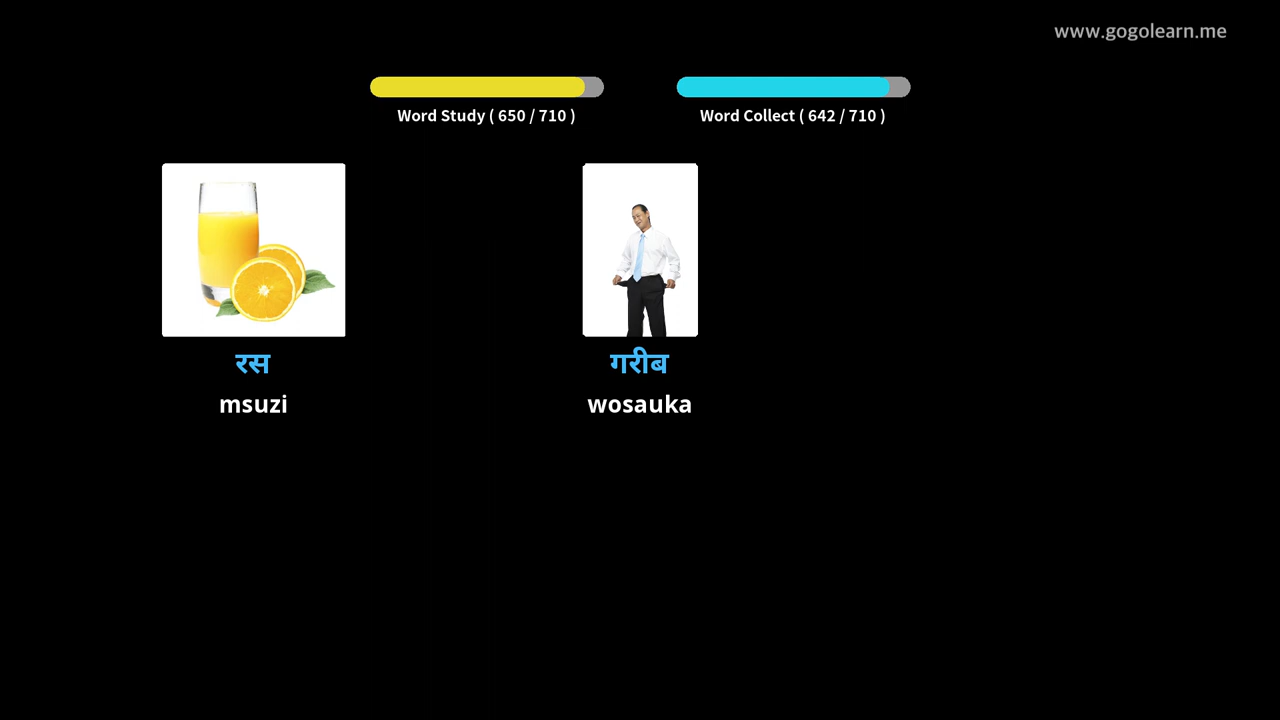 www.gogolearn.me
Word Study ( 650 / 710 )
Word Collect ( 642 / 710 )
रस
msuzi
गरीब
wosauka